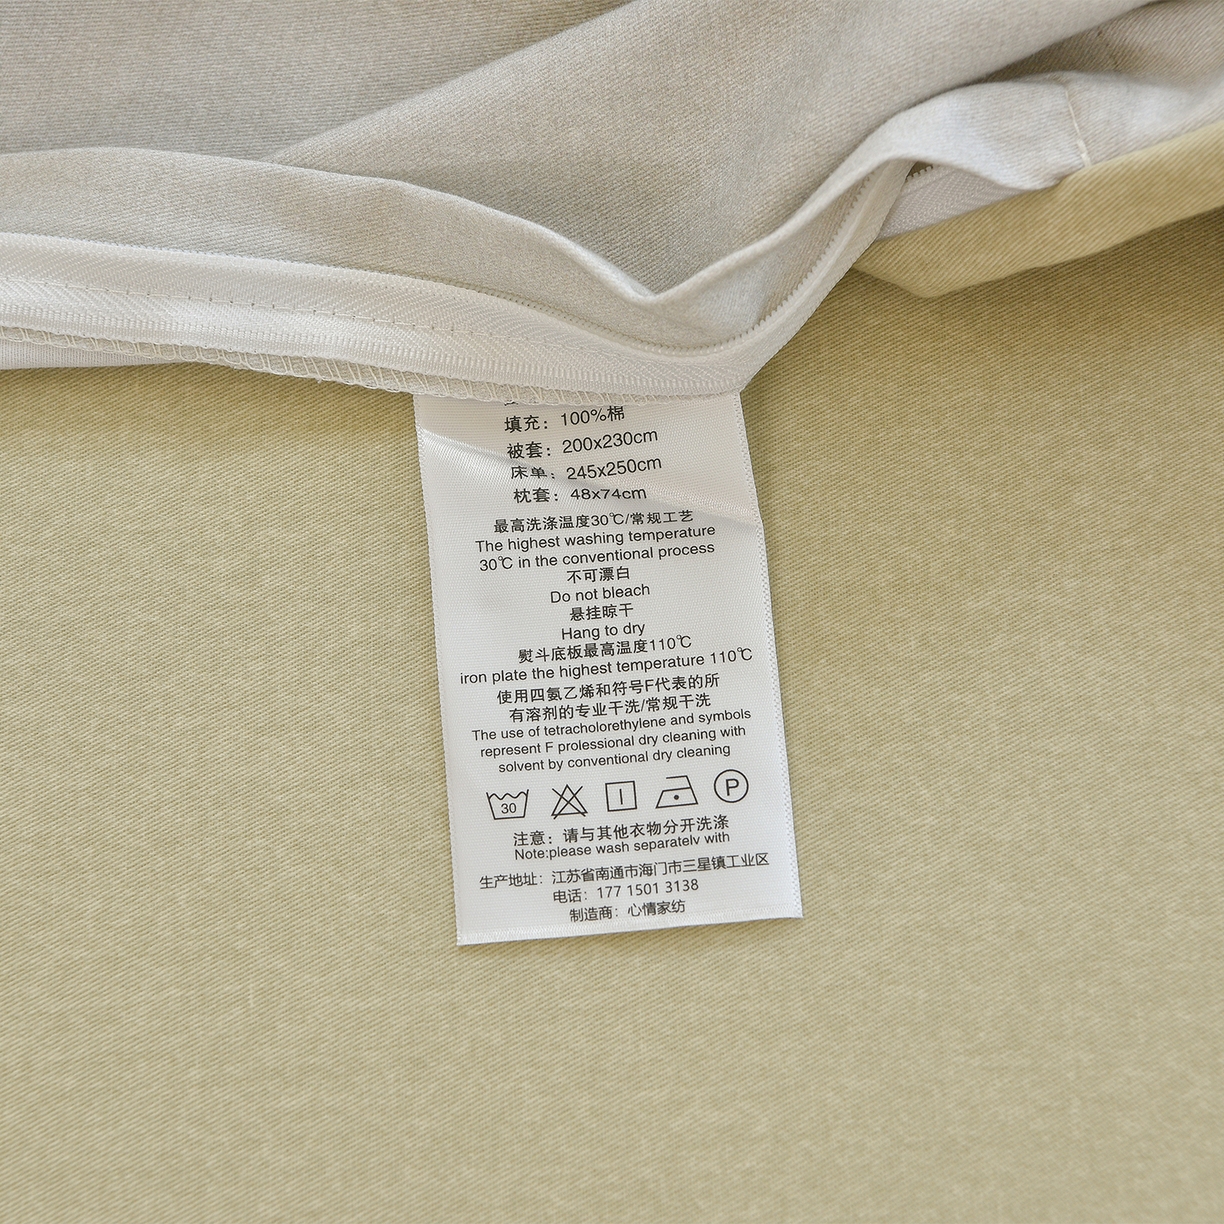 填充：100%棉
被套：200x230cm
床单：245x250cm
枕套：48x74cm
最高洗涤温度30℃/常规工艺
The highest washing temperature
30℃ in the conventional process
不可漂白
Do not bleach
悬挂晾干
Hang to dry
熨斗底板最高温度110℃
iron plate the highest temperature 110℃
使用四氨乙烯和符号F代表的所
有溶剂的专业干洗/常规干洗
The use of tetracholorethylene and symbols
represent F prolessional dry cleaning with
solvent by conventional dry cleaning
30 P
注意：请与其他衣物分开洗涤
Note:please wash separately with
生产地址：江苏省南通市海门市三星镇工业区
电话：177 1501 3138
制造商：心情家纺